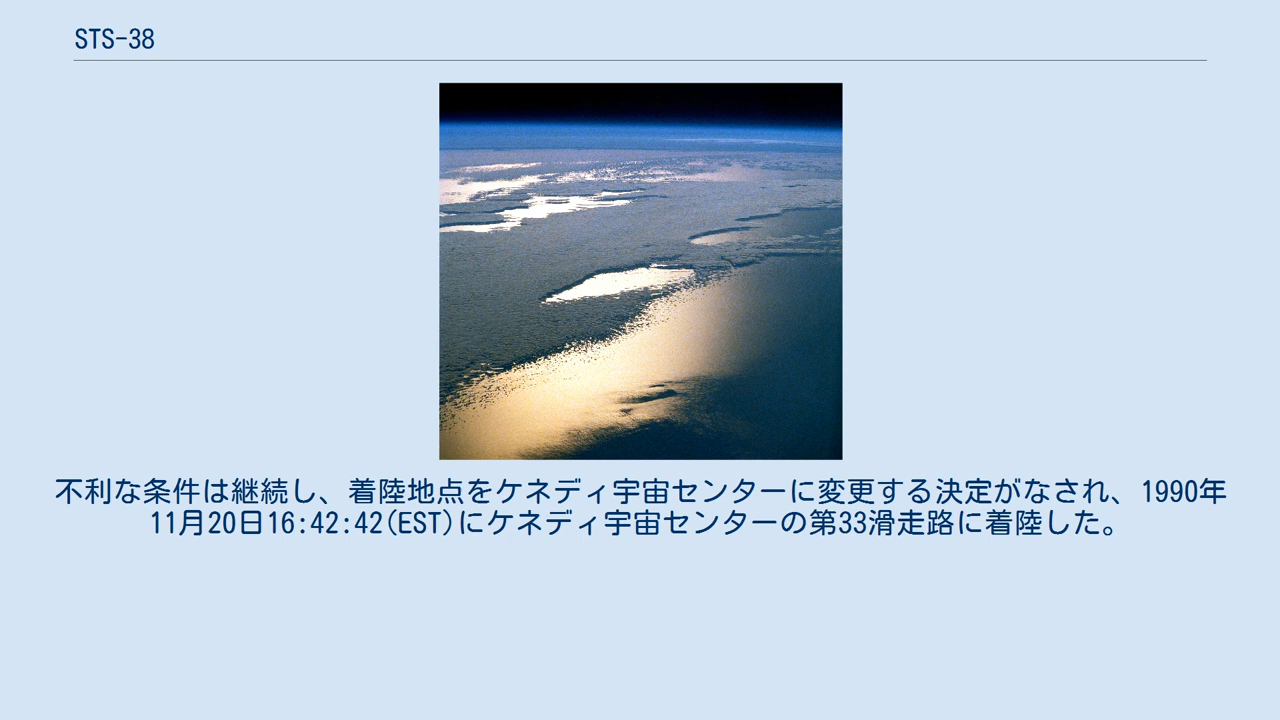 STS-38
不利な条件は継続し、着陸地点をケネディ宇宙センターに変更する決定がなされ、1990年
11月20日16:42:42(EST)にケネディ宇宙センターの第33滑走路に着陸した。